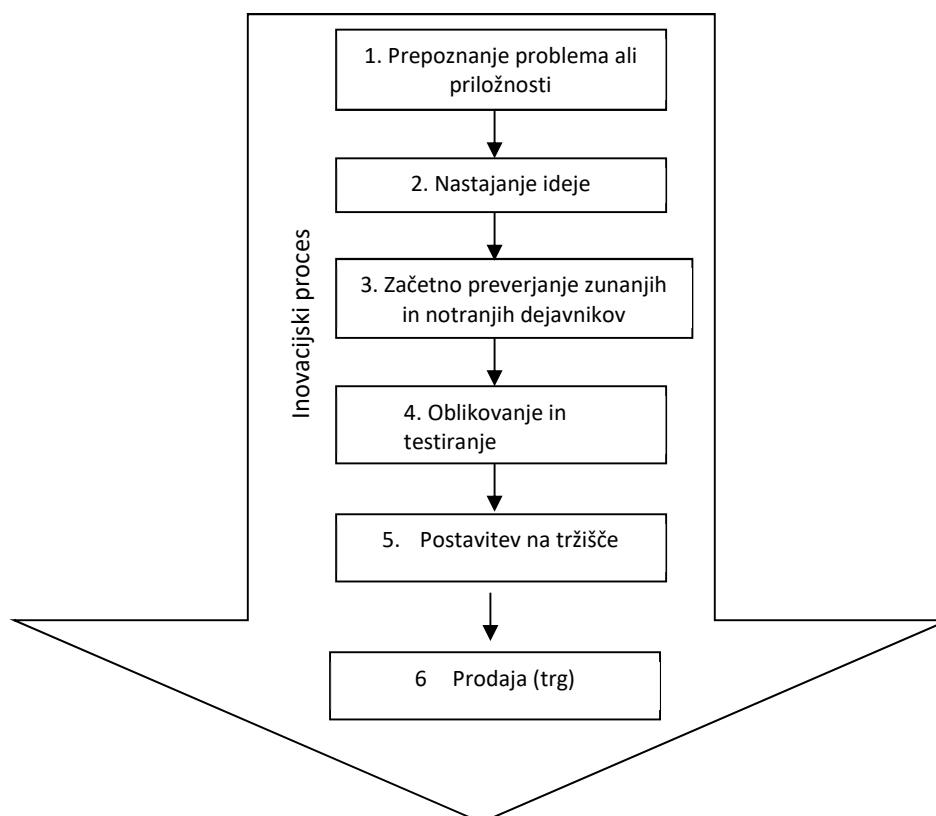 1. Prepoznanje problema ali
priložnosti
2. Nastajanje ideje
3. Začetno preverjanje zunanjih
in notranjih dejavnikov
Inovacijski proces
4. Oblikovanje in
testiranje
5. Postavitev na tržišče
6 Prodaja (trg)